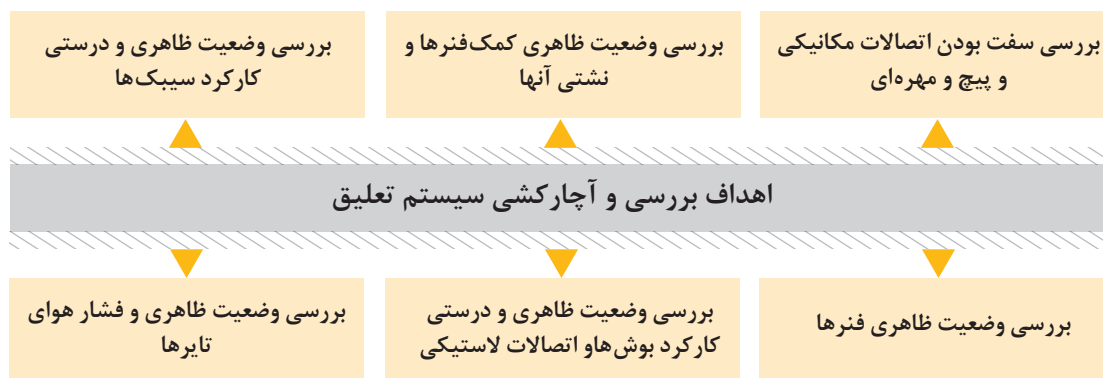 بررسی سفت بودن اتصالات مکانیکی
و پیچ و مهره‌ای
بررسی وضعیت ظاهری کمک‌فنرها و
نشتی آنها
بررسی وضعیت ظاهری و درستی
کارکرد سیبک‌ها
اهداف بررسی و آچارکشی سیستم تعلیق
بررسی وضعیت ظاهری فنرها
بررسی وضعیت ظاهری و درستی
کارکرد بوش‌هاو اتصالات لاستیکی
بررسی وضعیت ظاهری و فشار هوای
تایرها